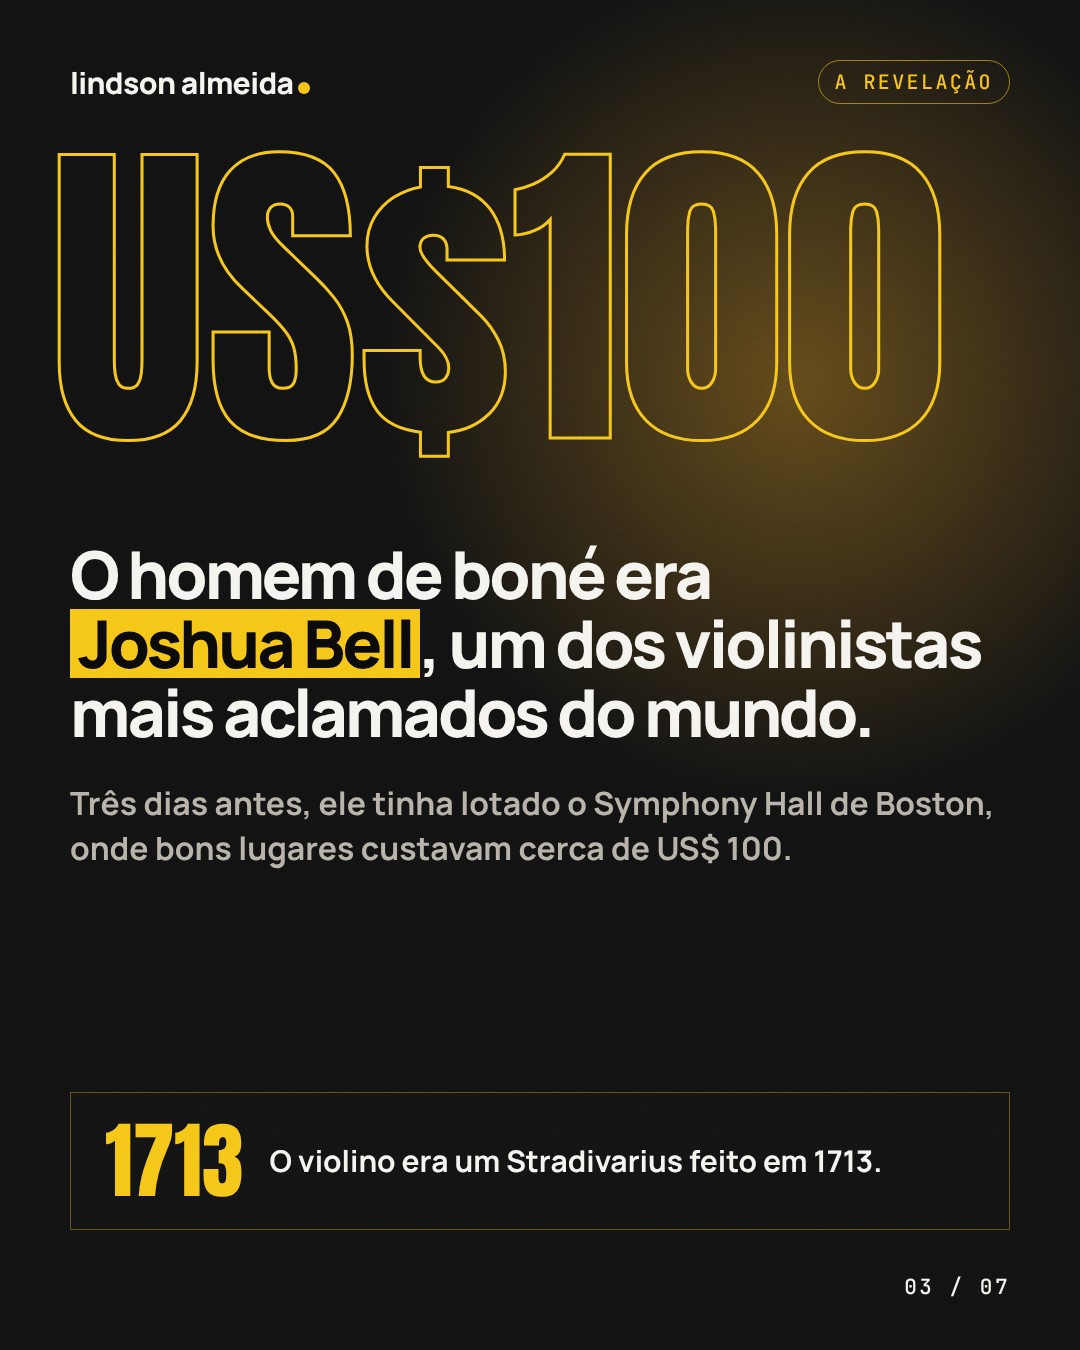 lindson almeida
A REVELAÇÃO
US$100
O homem de boné era
Joshua Bell, um dos violinistas
mais aclamados do mundo.
Três dias antes, ele tinha lotado o Symphony Hall de Boston,
onde bons lugares custavam cerca de US$ 100.
1713
O violino era um Stradivarius feito em 1713.
03 / 07